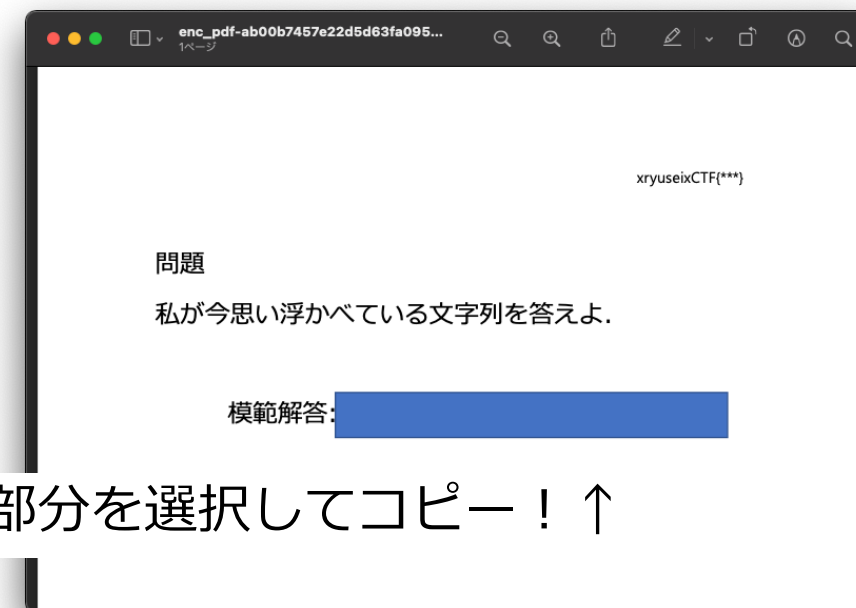 enc_pdf-ab00b7457e22d5d63fa095...
1ページ
xryuseixCTF{***}
問題
私が今思い浮かべている文字列を答えよ.
模範解答:
部分を選択してコピー！↑